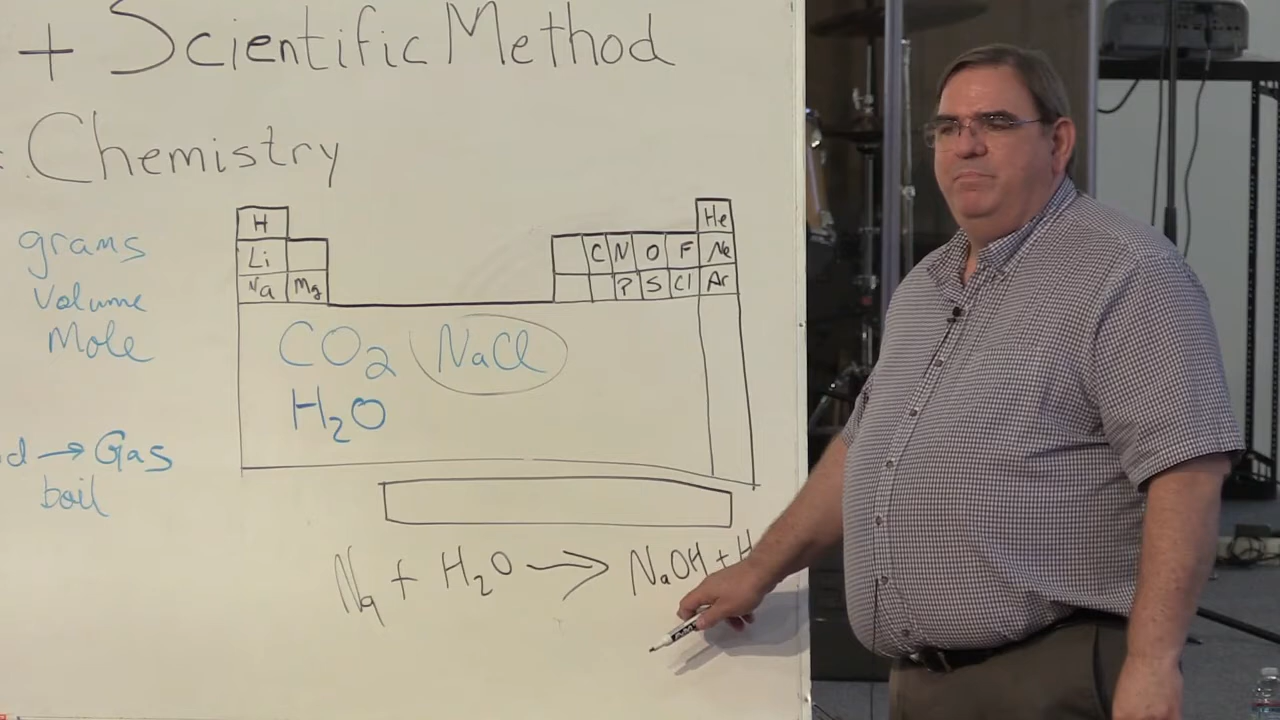 + Scientific Method
Chemistry
grams
Volume
Mole
d → Gas
boil
H He
Li C N O F Ne
Na Mg P S Cl Ar
CO2 NaCl
H2O
Na + H2O → NaOH + H